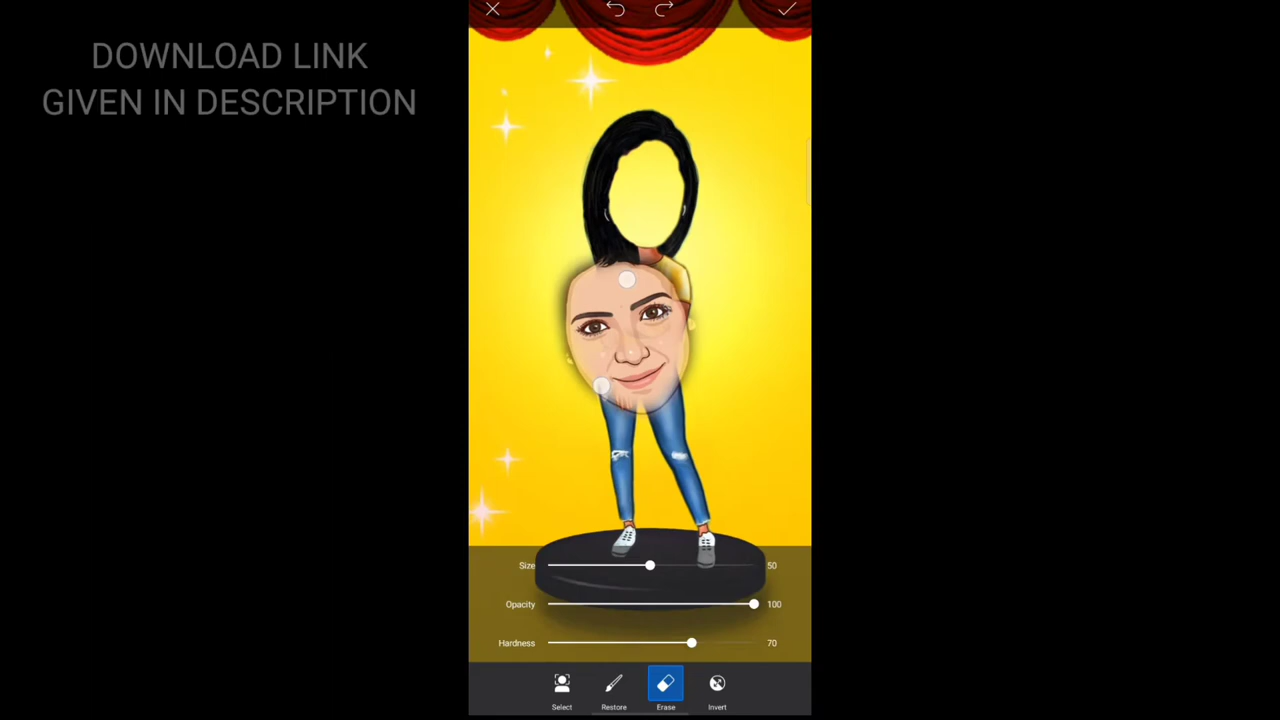 DOWNLOAD LINK
GIVEN IN DESCRIPTION
Size 50
Opacity 100
Hardness 70
Select Restore Erase Invert